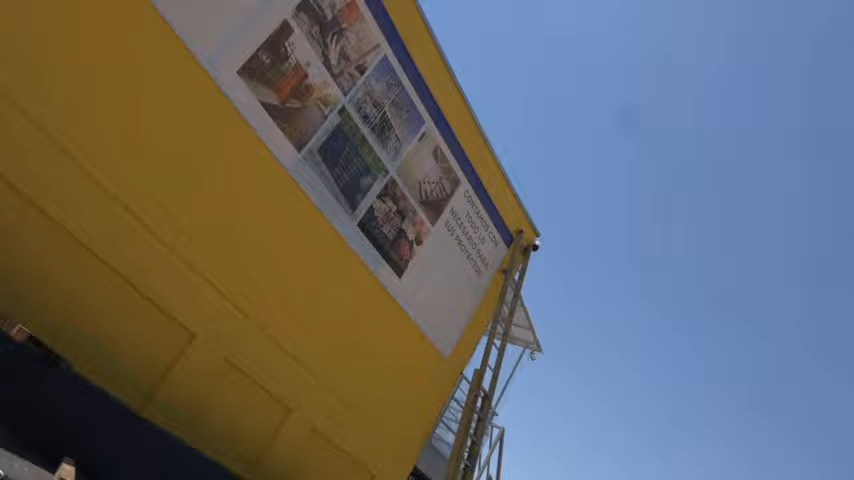 CONTAMOS CON
TODO LO
NECESARIO PARA
SUS PROYECTOS